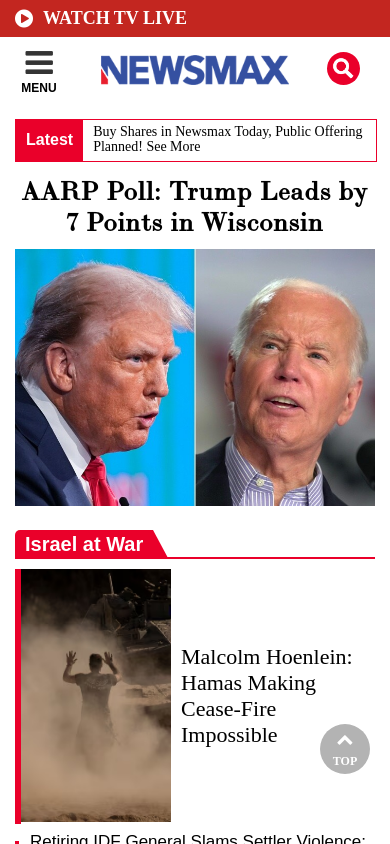 WATCH TV LIVE
MENU
NEWSMAX
Latest
Buy Shares in Newsmax Today, Public Offering
Planned! See More
AARP Poll: Trump Leads by
7 Points in Wisconsin
Israel at War
Malcolm Hoenlein:
Hamas Making
Cease-Fire
Impossible
TOP
Retiring IDF General Slams Settler Violence: